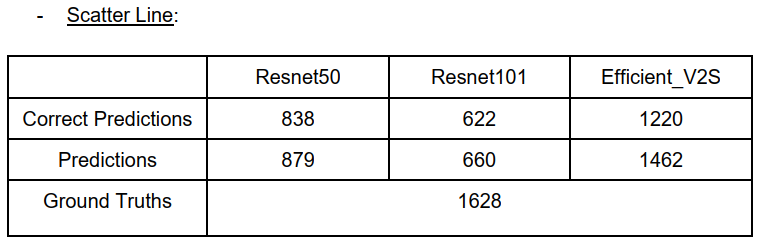 - Scatter Line:
Resnet50 Resnet101 Efficient_V2S
Correct Predictions 838 622 1220
Predictions 879 660 1462
Ground Truths 1628